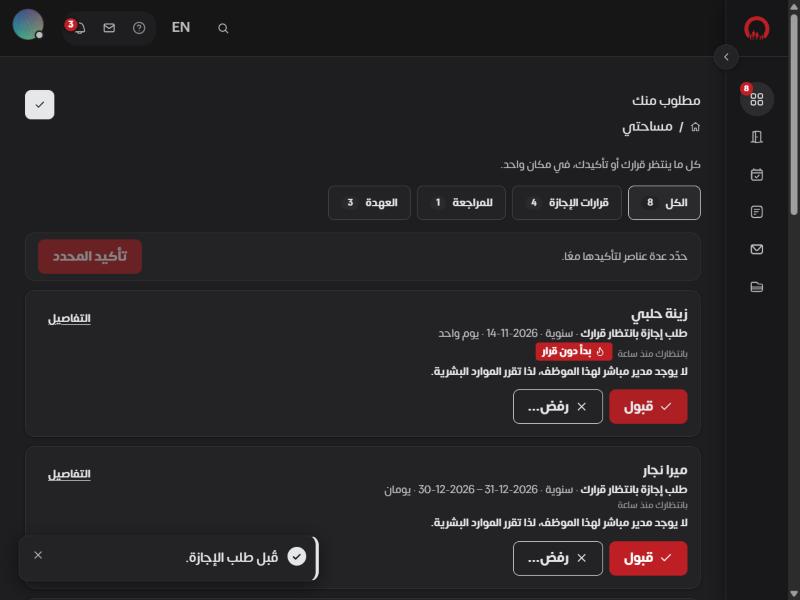 3
EN
8
مطلوب منك
/ مساحتي
كل ما ينتظر قرارك أو تأكيدك، في مكان واحد.
الكل 8
قرارات الإجازة 4
للمراجعة 1
العهدة 3
حدّد عدة عناصر لتأكيدها معًا.
تأكيد المحدد
زينة حلبي
التفاصيل
طلب إجازة بانتظار قرارك · سنوية · 2026-11-14 · يوم واحد
بانتظارك منذ ساعة
بدأ دون قرار
لا يوجد مدير مباشر لهذا الموظف، لذا تقرر الموارد البشرية.
قبول
رفض...
ميرا نجار
التفاصيل
طلب إجازة بانتظار قرارك · سنوية · 2026-12-30 – 2026-12-31 · يومان
بانتظارك منذ ساعة
لا يوجد مدير مباشر لهذا الموظف، لذا تقرر الموارد البشرية.
قبول
رفض...
قُبل طلب الإجازة.